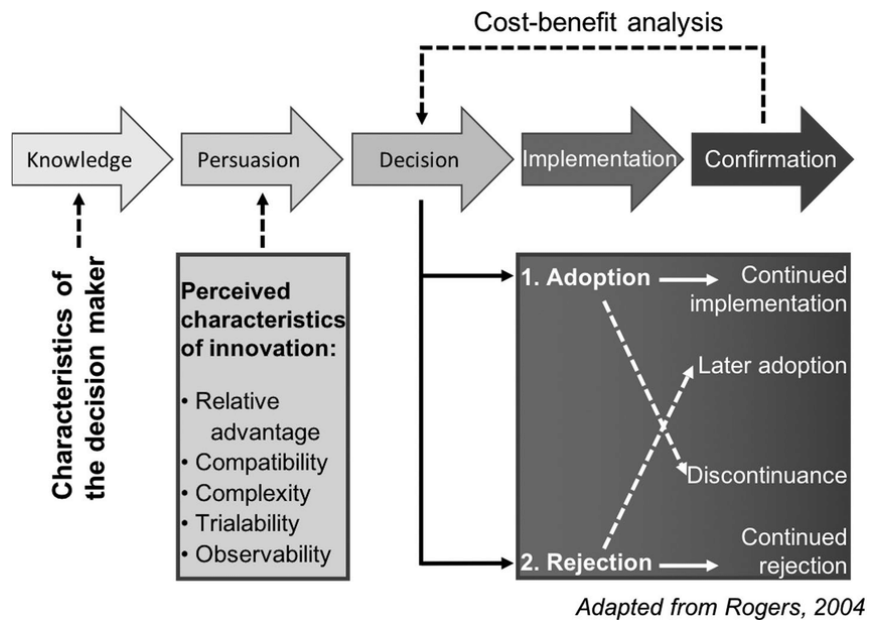 Cost-benefit analysis
Knowledge
Persuasion
Decision
Implementation
Confirmation
Characteristics of
the decision maker
Perceived
characteristics
of innovation:
• Relative
advantage
• Compatibility
• Complexity
• Trialability
• Observability
1. Adoption
Continued
implementation
Later adoption
Discontinuance
2. Rejection
Continued
rejection
Adapted from Rogers, 2004